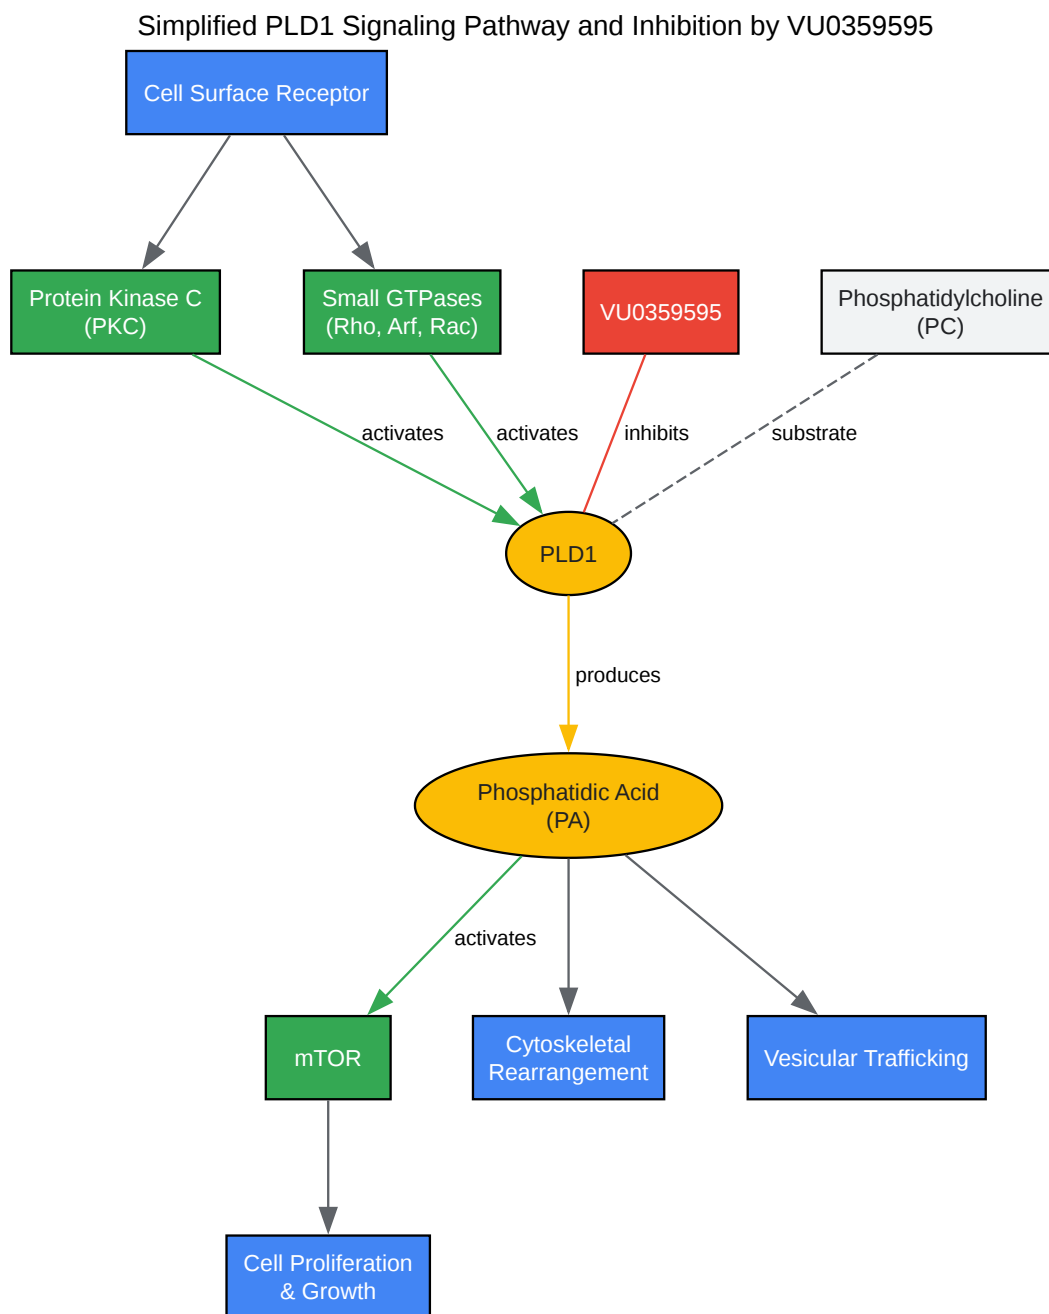 Simplified PLD1 Signaling Pathway and Inhibition by VU0359595
Cell Surface Receptor
Protein Kinase C
(PKC)
Small GTPases
(Rho, Arf, Rac)
VU0359595
Phosphatidylcholine
(PC)
activates
activates
inhibits
substrate
PLD1
produces
Phosphatidic Acid
(PA)
activates
mTOR
Cytoskeletal
Rearrangement
Vesicular Trafficking
Cell Proliferation
& Growth